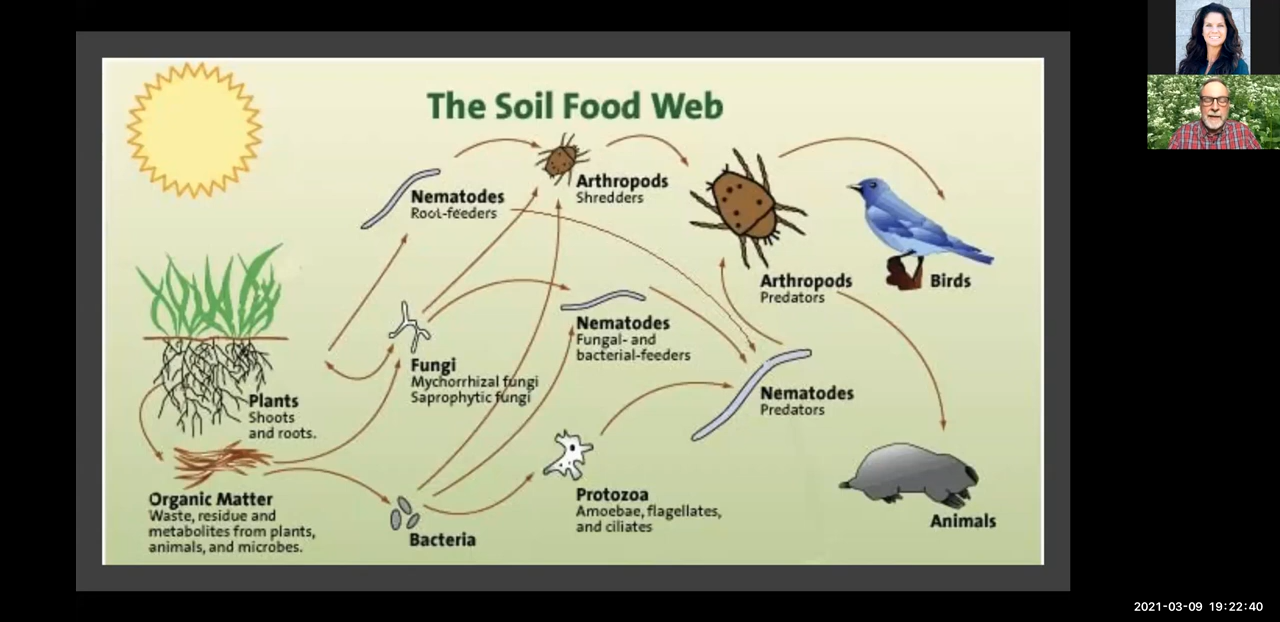 The Soil Food Web
Nematodes
Root-feeders
Arthropods
Shredders
Arthropods
Predators
Birds
Nematodes
Fungal- and
bacterial-feeders
Fungi
Mychorrhizal fungi
Saprophytic fungi
Plants
Shoots
and roots.
Nematodes
Predators
Organic Matter
Waste, residue and
metabolites from plants,
animals, and microbes.
Bacteria
Protozoa
Amoebae, flagellates,
and ciliates
Animals
2021-03-09 19:22:40